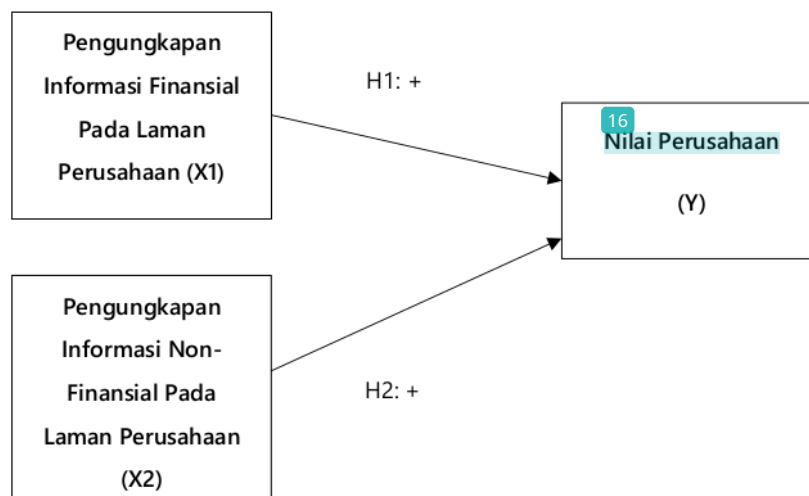 Pengungkapan
Informasi Finansial
Pada Laman
Perusahaan (X1)
H1: +
16
Nilai Perusahaan
(Y)
Pengungkapan
Informasi Non-
Finansial Pada
Laman Perusahaan
(X2)
H2: +